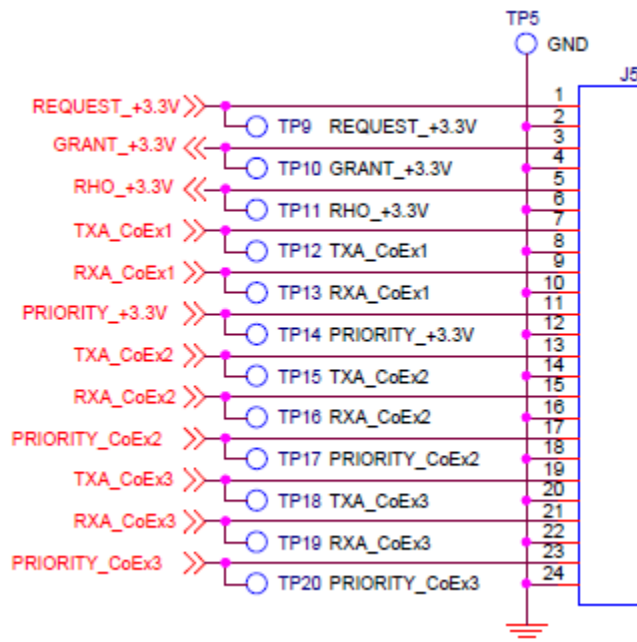 TP5
GND
J5
REQUEST_+3.3V 1
TP9 REQUEST_+3.3V 2
GRANT_+3.3V 3
TP10 GRANT_+3.3V 4
RHO_+3.3V 5
TP11 RHO_+3.3V 6
TXA_CoEx1 7
TP12 TXA_CoEx1 8
RXA_CoEx1 9
TP13 RXA_CoEx1 10
PRIORITY_+3.3V 11
TP14 PRIORITY_+3.3V 12
TXA_CoEx2 13
TP15 TXA_CoEx2 14
RXA_CoEx2 15
TP16 RXA_CoEx2 16
PRIORITY_CoEx2 17
TP17 PRIORITY_CoEx2 18
TXA_CoEx3 19
TP18 TXA_CoEx3 20
RXA_CoEx3 21
TP19 RXA_CoEx3 22
PRIORITY_CoEx3 23
TP20 PRIORITY_CoEx3 24